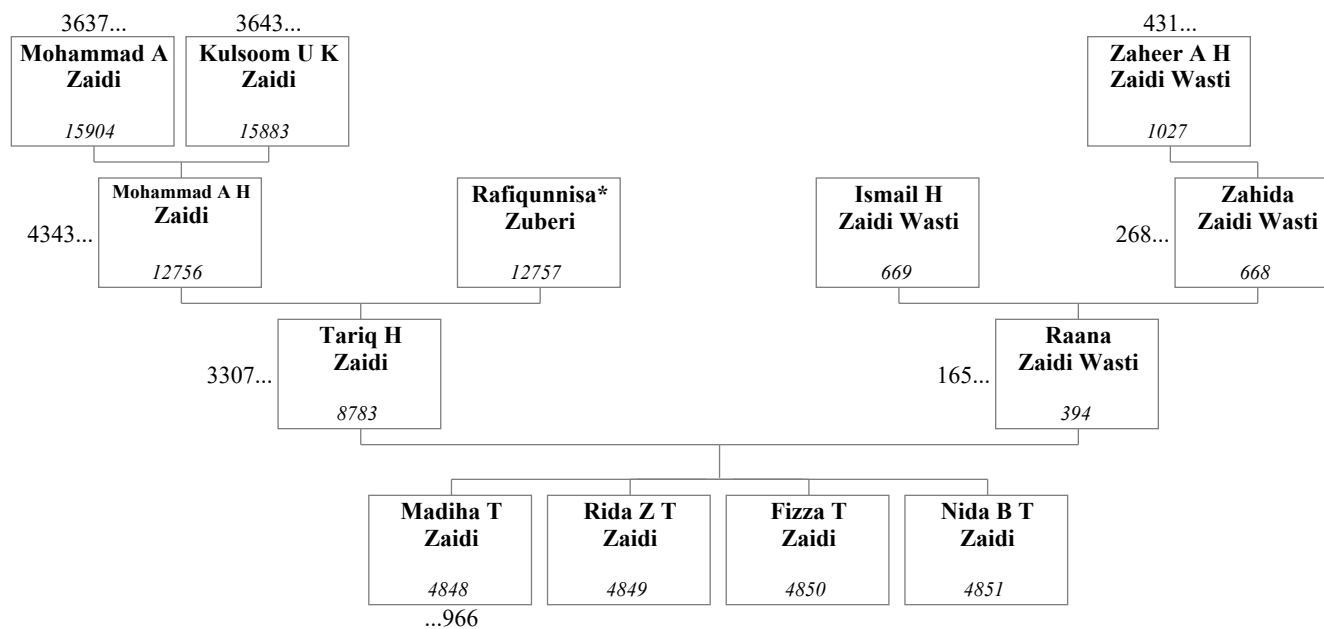 3637...
3643...
431...
Mohammad A
Zaidi
15904
Kulsoom U K
Zaidi
15883
Zaheer A H
Zaidi Wasti
1027
4343...
Mohammad A H
Zaidi
12756
Rafiqunnisa*
Zuberi
12757
Ismail H
Zaidi Wasti
669
268...
Zahida
Zaidi Wasti
668
3307...
Tariq H
Zaidi
8783
165...
Raana
Zaidi Wasti
394
Madiha T
Zaidi
4848
...966
Rida Z T
Zaidi
4849
Fizza T
Zaidi
4850
Nida B T
Zaidi
4851